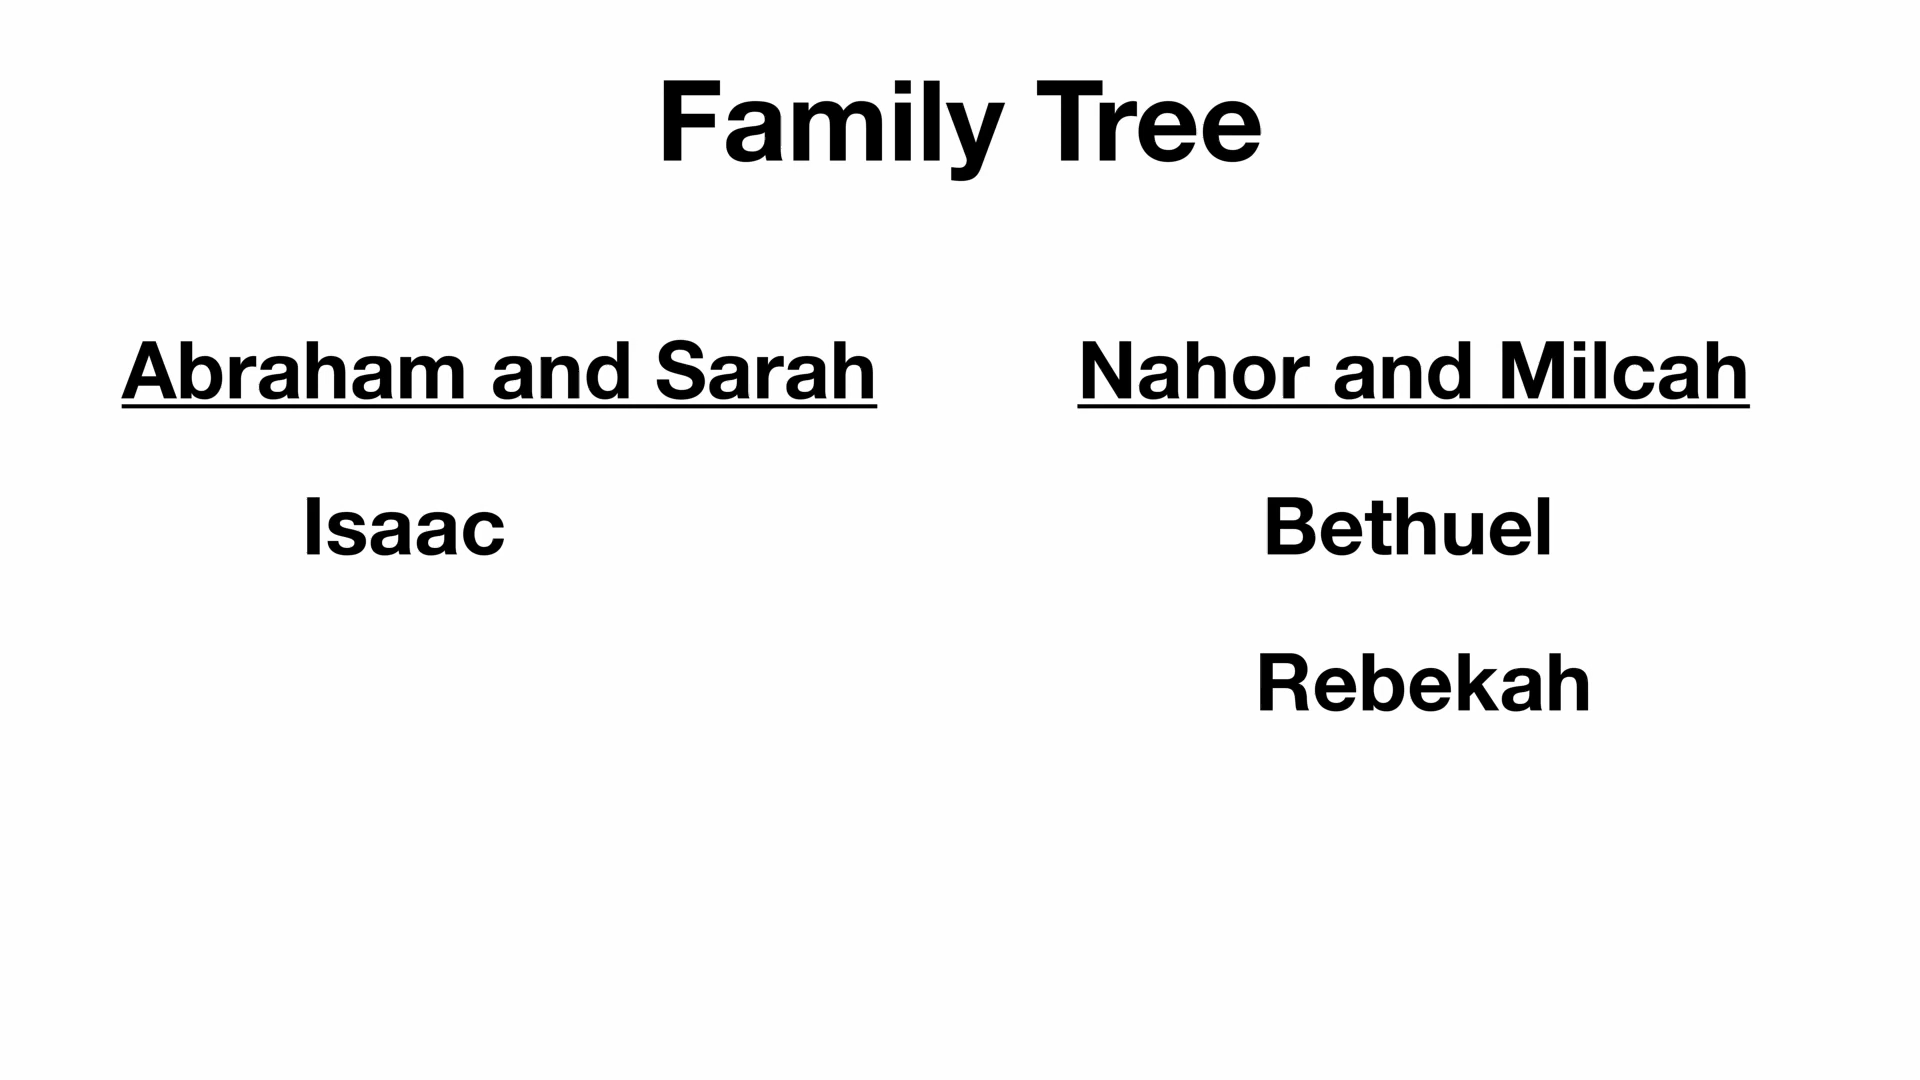 Family Tree
Abraham and Sarah
Isaac
Nahor and Milcah
Bethuel
Rebekah